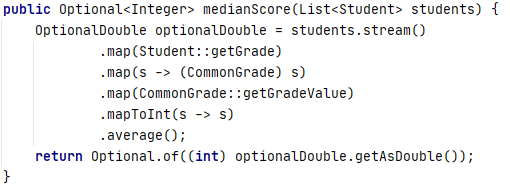 public Optional<Integer> medianScore(List<Student> students) {
    OptionalDouble optionalDouble = students.stream()
            .map(Student::getGrade)
            .map(s -> (CommonGrade) s)
            .map(CommonGrade::getGradeValue)
            .mapToInt(s -> s)
            .average();
    return Optional.of((int) optionalDouble.getAsDouble());
}